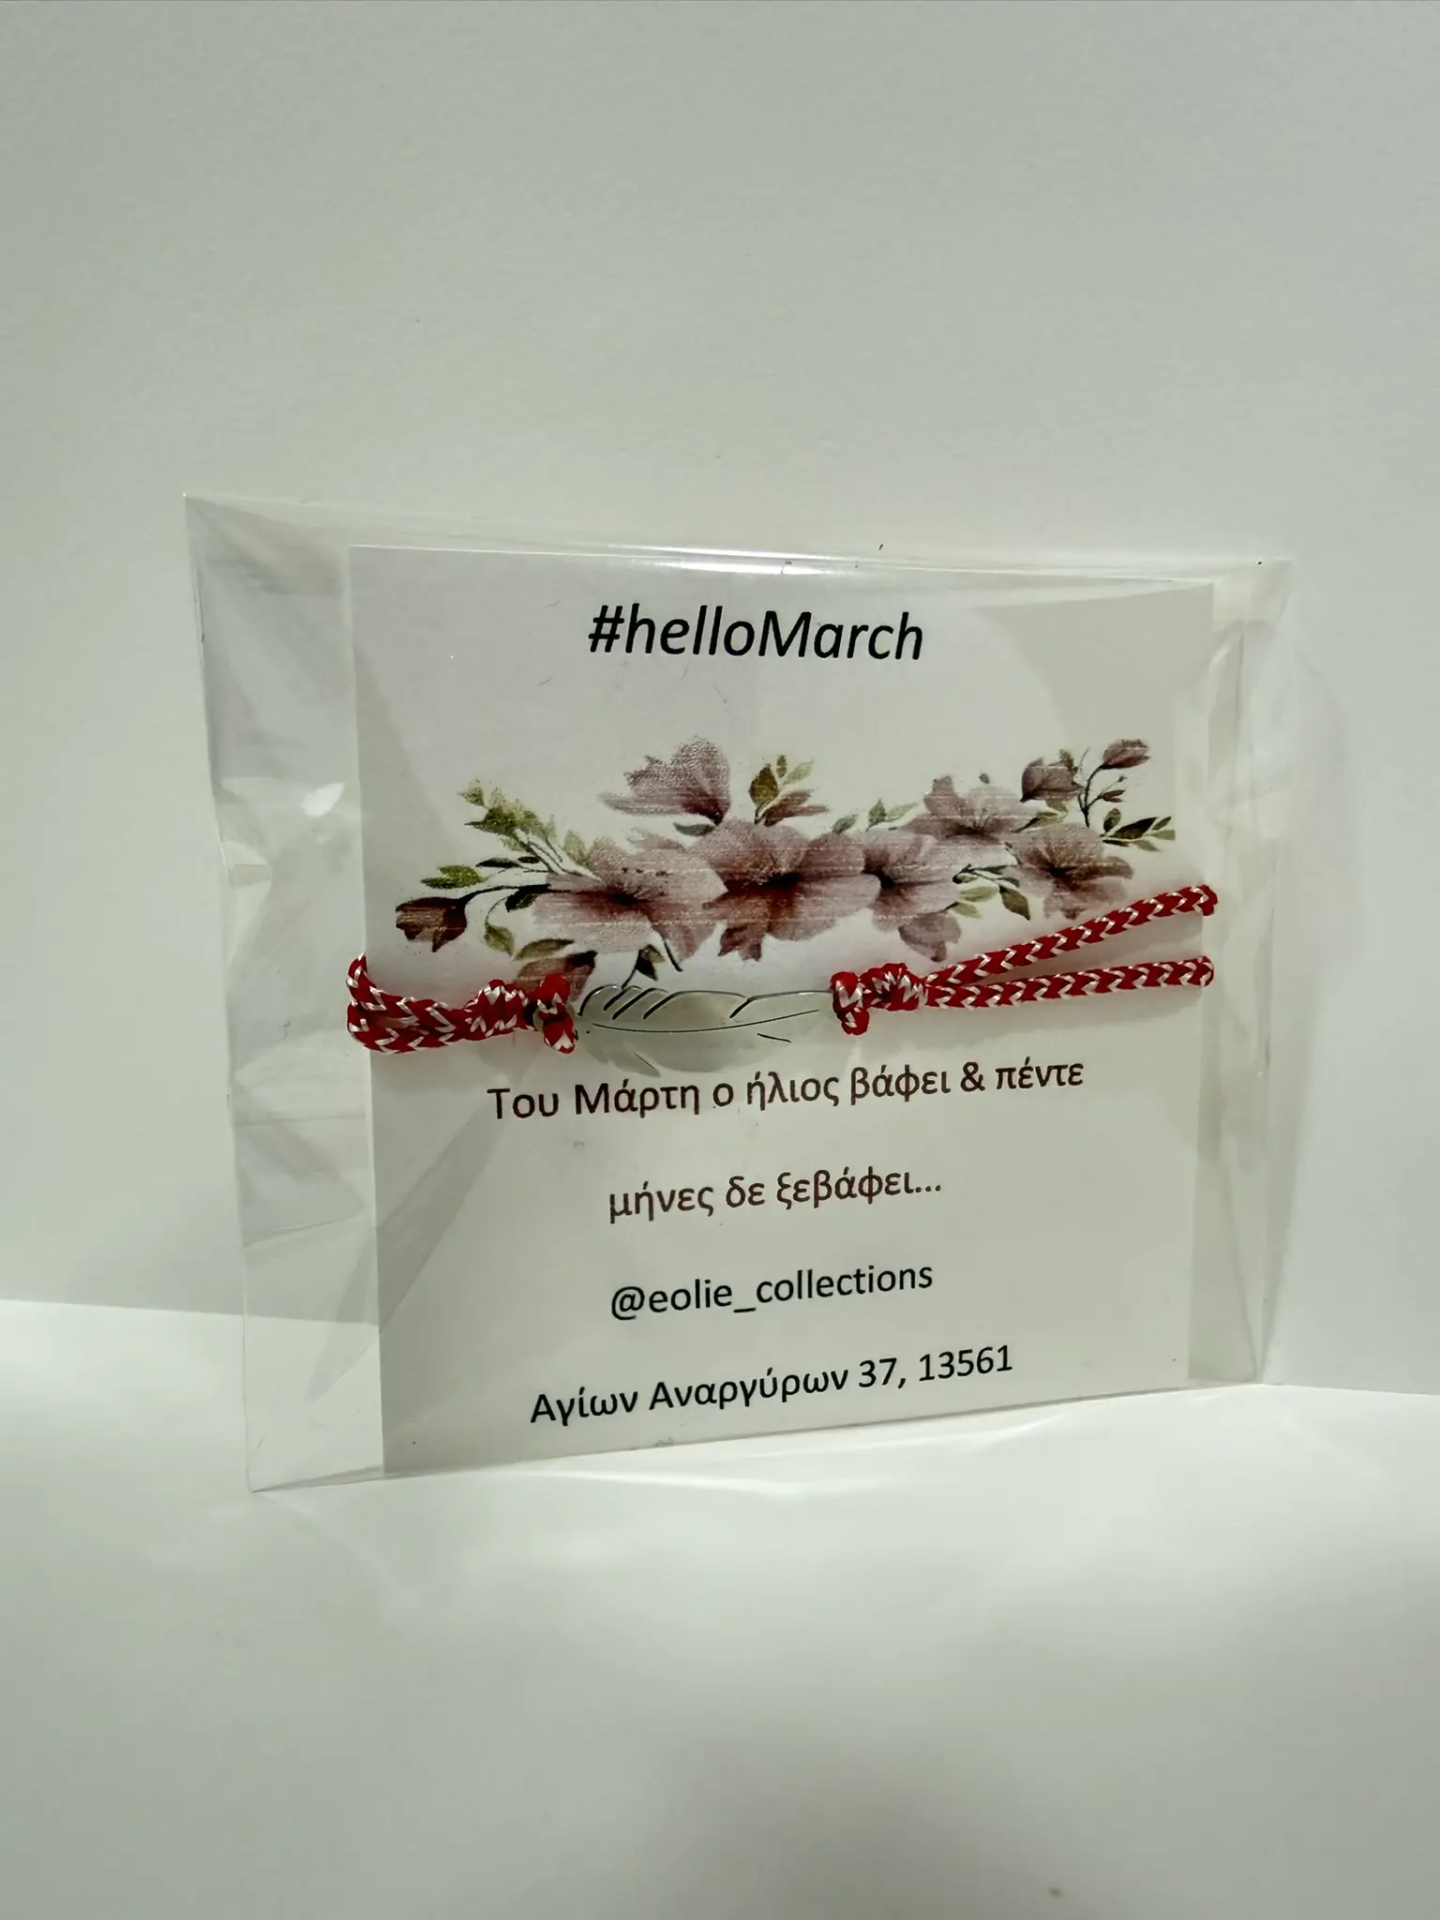 #helloMarch
Του Μάρτη ο ήλιος βάφει & πέντε
μήνες δε ξεβάφει...
@eolie_collections
Αγίων Αναργύρων 37, 13561